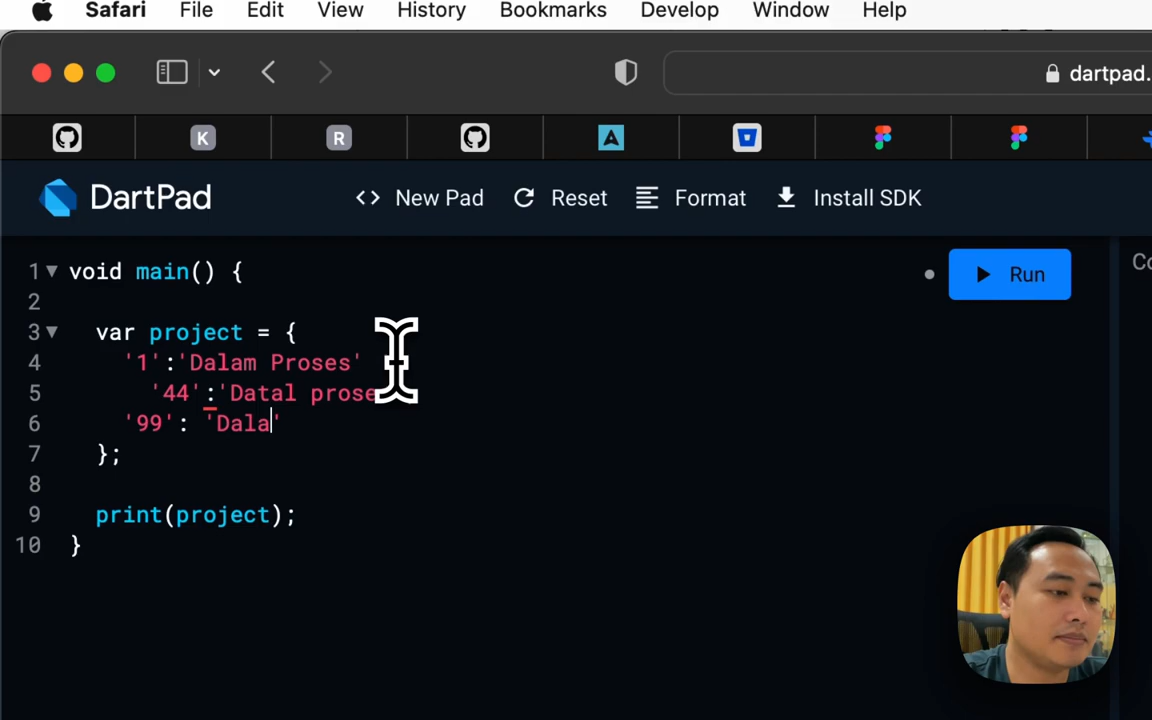 Safari File Edit View History Bookmarks Develop Window Help
dartpad.
K R
DartPad New Pad Reset Format Install SDK
1 void main() { Run Co
2
3 var project = {
4 '1':'Dalam Proses'
5 '44':'Datal prose
6 '99': 'Dala'
7 };
8
9 print(project);
10 }